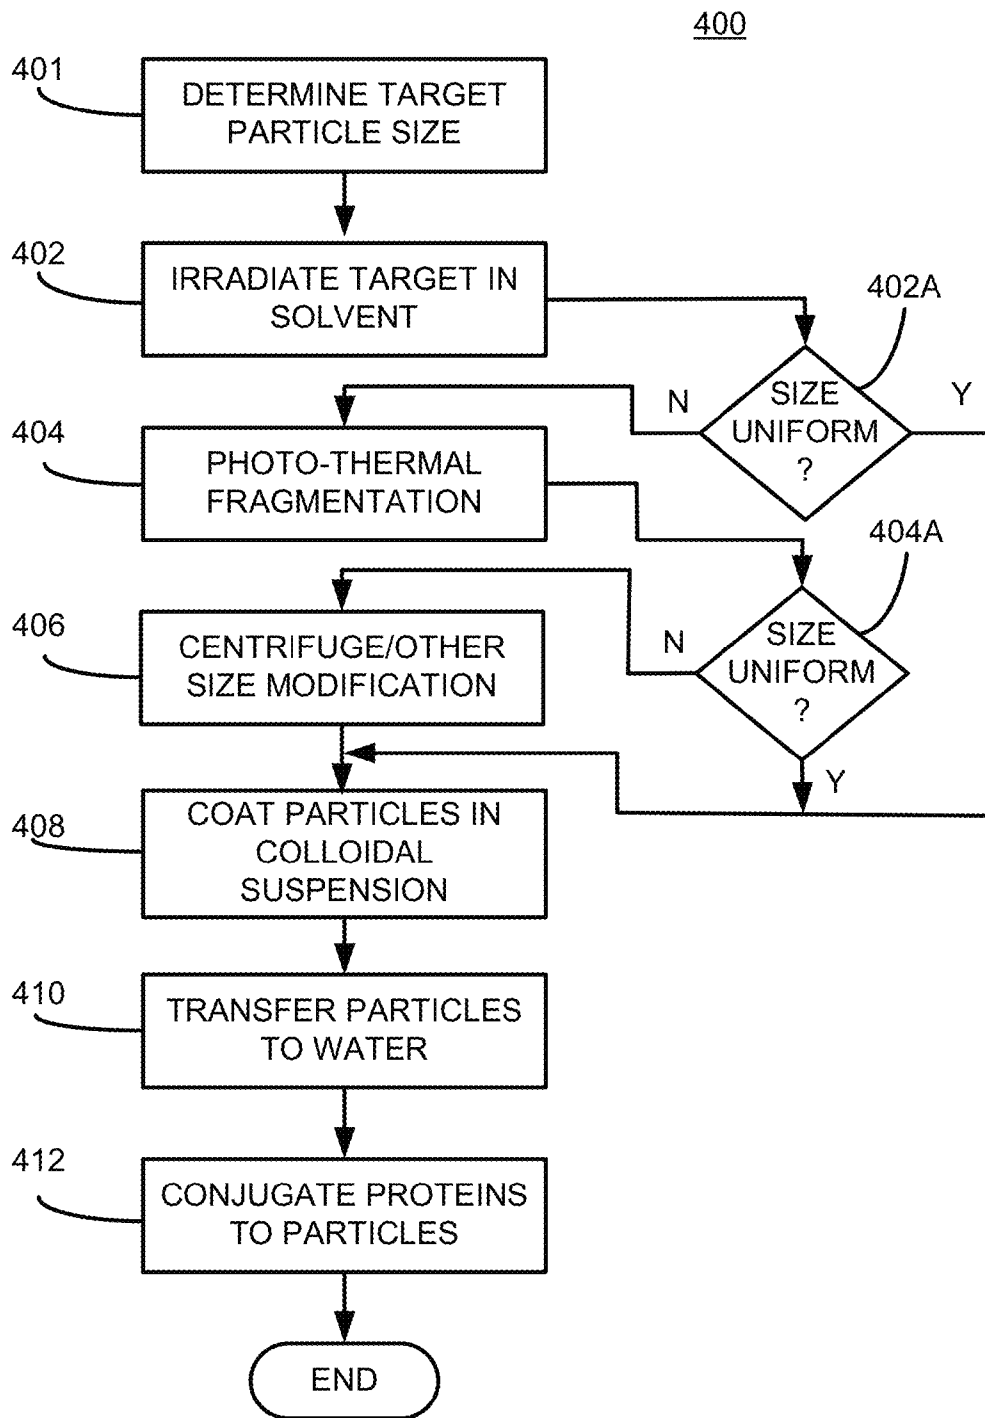 400
401
DETERMINE TARGET
PARTICLE SIZE
402
IRRADIATE TARGET IN
SOLVENT
402A
SIZE
UNIFORM
?
N
Y
404
PHOTO-THERMAL
FRAGMENTATION
404A
SIZE
UNIFORM
?
N
Y
406
CENTRIFUGE/OTHER
SIZE MODIFICATION
408
COAT PARTICLES IN
COLLOIDAL
SUSPENSION
410
TRANSFER PARTICLES
TO WATER
412
CONJUGATE PROTEINS
TO PARTICLES
END